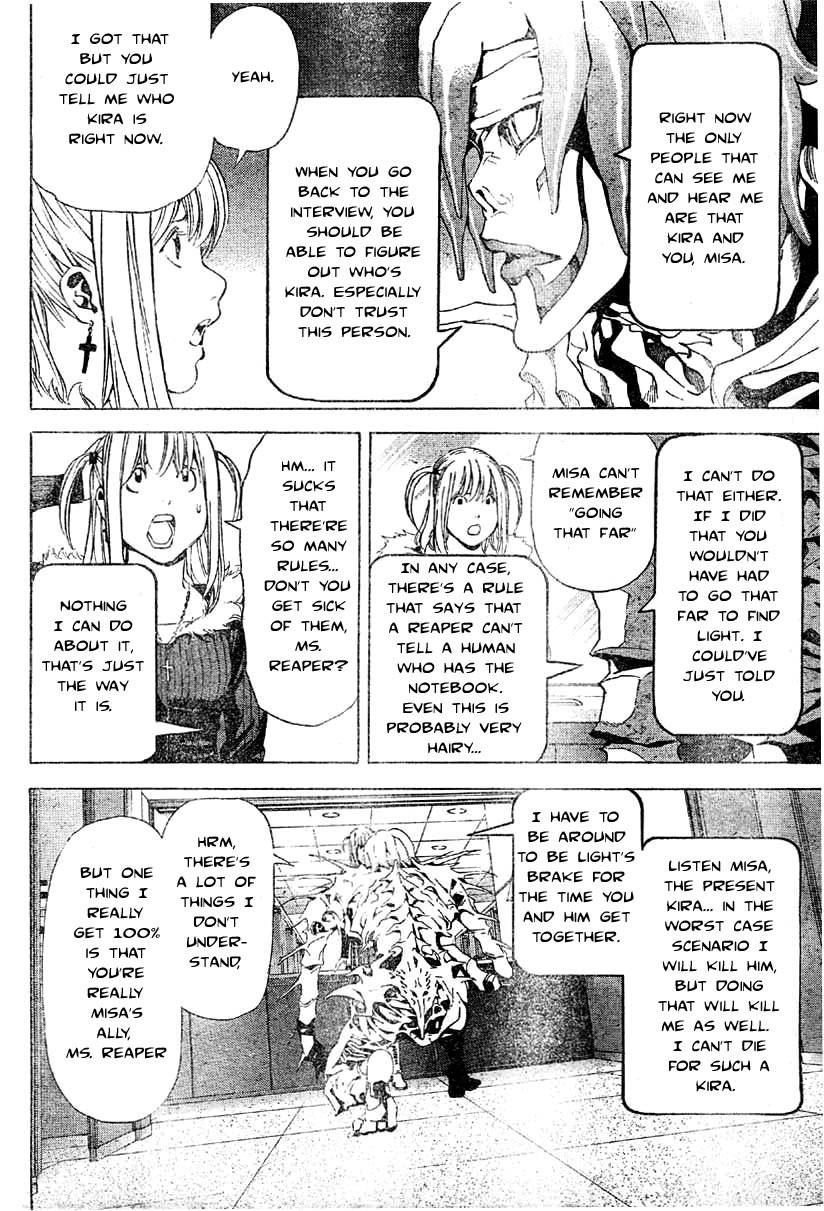 RIGHT NOW
THE ONLY
PEOPLE THAT
CAN SEE ME
AND HEAR ME
ARE THAT
KIRA AND
YOU, MISA.
YEAH.
WHEN YOU GO
BACK TO THE
INTERVIEW, YOU
SHOULD BE
ABLE TO FIGURE
OUT WHO'S
KIRA. ESPECIALLY
DON'T TRUST
THIS PERSON.
I GOT THAT
BUT YOU
COULD JUST
TELL ME WHO
KIRA IS
RIGHT NOW.
I CAN'T DO
THAT EITHER.
IF I DID
THAT YOU
WOULDN'T
HAVE HAD
TO GO THAT
FAR TO FIND
LIGHT. I
COULD'VE
JUST TOLD
YOU.
MISA CAN'T
REMEMBER
"GOING
THAT FAR"
IN ANY CASE,
THERE'S A RULE
THAT SAYS THAT
A REAPER CAN'T
TELL A HUMAN
WHO HAS THE
NOTEBOOK.
EVEN THIS IS
PROBABLY VERY
HAIRY...
HM... IT
SUCKS
THAT
THERE'RE
SO MANY
RULES...
DON'T YOU
GET SICK
OF THEM,
MS.
REAPER?
NOTHING
I CAN DO
ABOUT IT,
THAT'S JUST
THE WAY
IT IS.
LISTEN MISA,
THE PRESENT
KIRA... IN THE
WORST CASE
SCENARIO I
WILL KILL HIM,
BUT DOING
THAT WILL KILL
ME AS WELL.
I CAN'T DIE
FOR SUCH A
KIRA.
I HAVE TO
BE AROUND
TO BE LIGHT'S
BRAKE FOR
THE TIME YOU
AND HIM GET
TOGETHER.
HRM,
THERE'S
A LOT OF
THINGS I
DON'T
UNDER-
STAND,
BUT ONE
THING I
REALLY
GET 100%
IS THAT
YOU'RE
REALLY
MISA'S
ALLY,
MS. REAPER